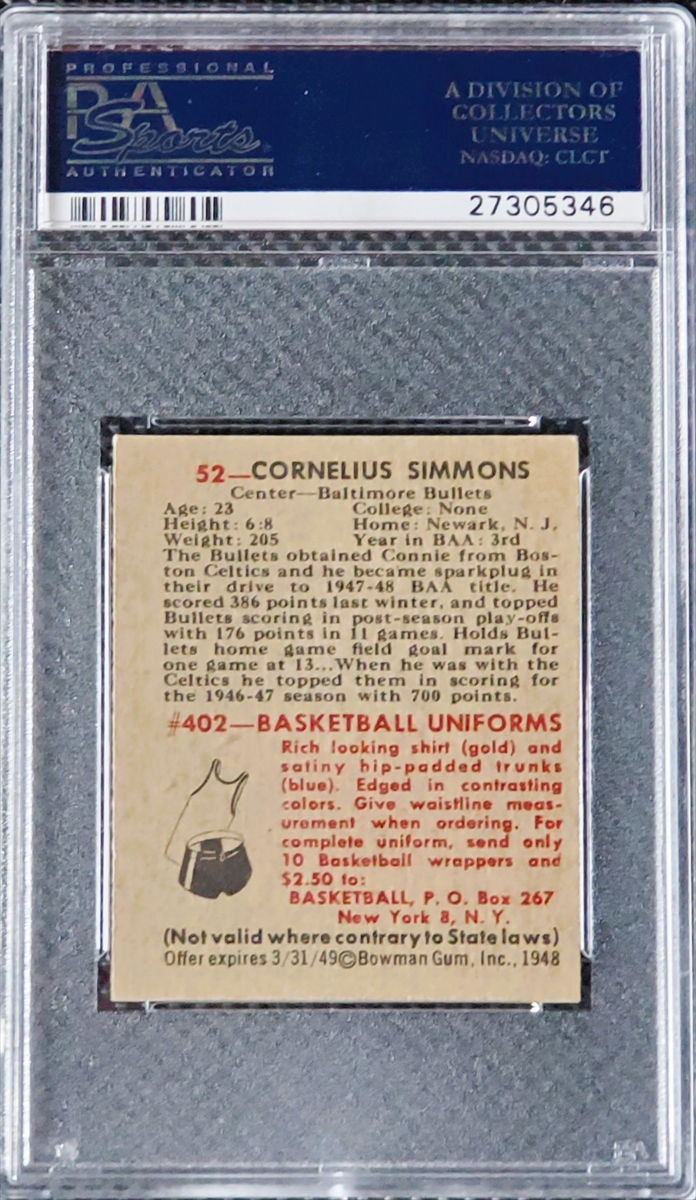 PROFESSIONAL
PSA
Sports
AUTHENTICATOR
A DIVISION OF
COLLECTORS
UNIVERSE
NASDAQ: CLCT
27305346
52—CORNELIUS SIMMONS
Center—Baltimore Bullets
Age: 23 College: None
Height: 6:8 Home: Newark, N. J.
Weight: 205 Year in BAA: 3rd
The Bullets obtained Connie from Bos-
ton Celtics and he became sparkplug in
their drive to 1947-48 BAA title. He
scored 386 points last winter, and topped
Bullets scoring in post-season play-offs
with 176 points in 11 games. Holds Bul-
lets home game field goal mark for
one game at 13...When he was with the
Celtics he topped them in scoring for
the 1946-47 season with 700 points.
#402—BASKETBALL UNIFORMS
Rich looking shirt (gold) and
satiny hip-padded trunks
(blue). Edged in contrasting
colors. Give waistline meas-
urement when ordering. For
complete uniform, send only
10 Basketball wrappers and
$2.50 to:
BASKETBALL, P. O. Box 267
New York 8, N. Y.
(Not valid where contrary to State laws)
Offer expires 3/31/49©Bowman Gum, Inc., 1948